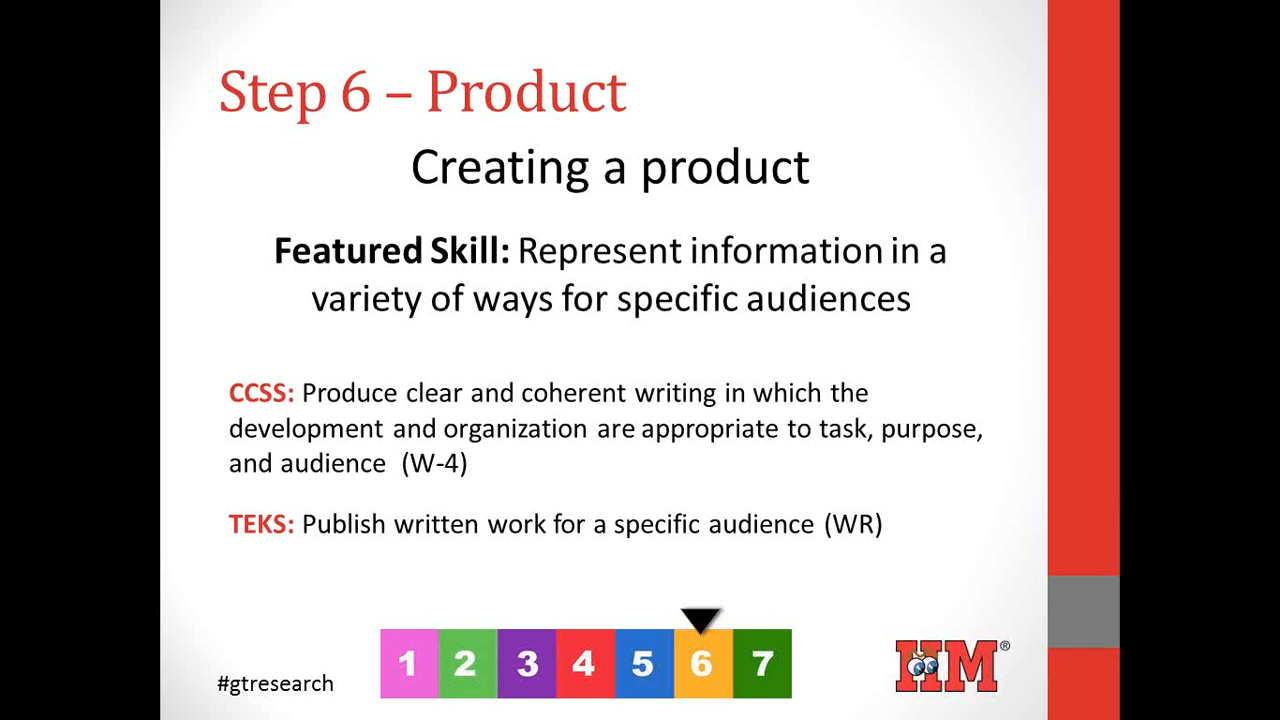 Step 6 – Product
Creating a product
Featured Skill: Represent information in a
variety of ways for specific audiences
CCSS: Produce clear and coherent writing in which the
development and organization are appropriate to task, purpose,
and audience (W-4)
TEKS: Publish written work for a specific audience (WR)
1 2 3 4 5 6 7
#gtresearch
HM®